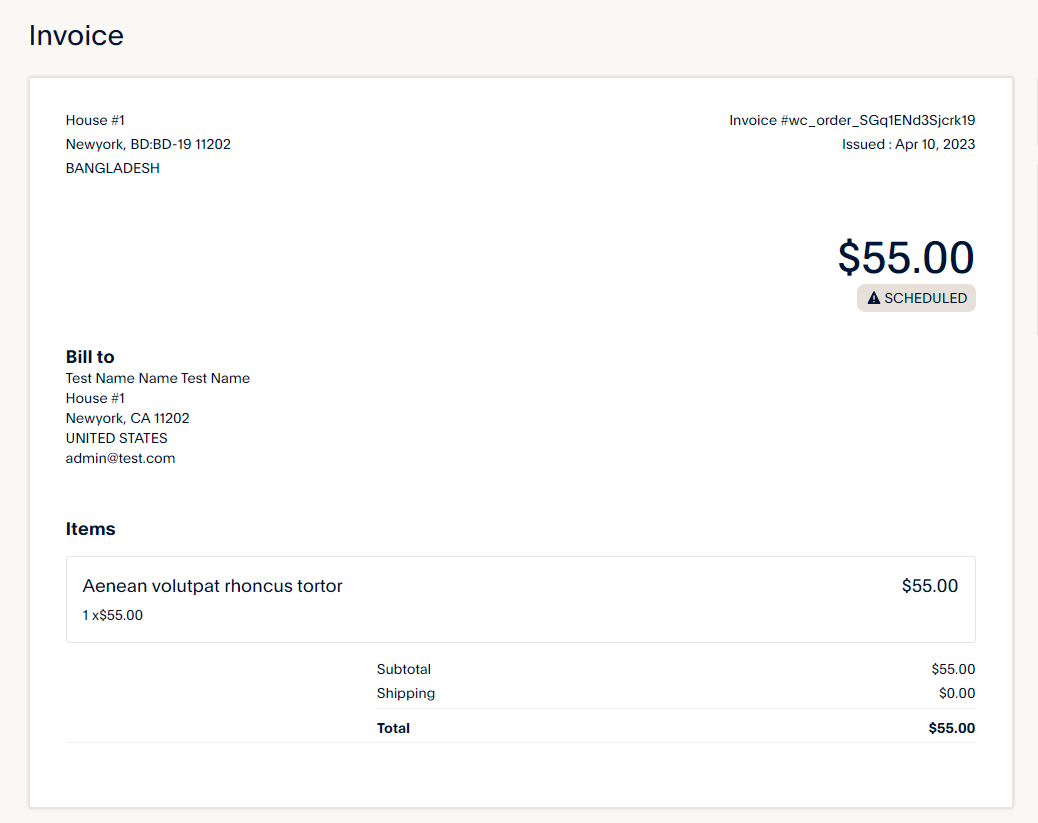 Invoice
House #1
Newyork, BD:BD-19 11202
BANGLADESH
Invoice #wc_order_SGq1ENd3Sjcrk19
Issued : Apr 10, 2023
$55.00
SCHEDULED
Bill to
Test Name Name Test Name
House #1
Newyork, CA 11202
UNITED STATES
admin@test.com
Items
Aenean volutpat rhoncus tortor $55.00
1 x$55.00
Subtotal $55.00
Shipping $0.00
Total $55.00